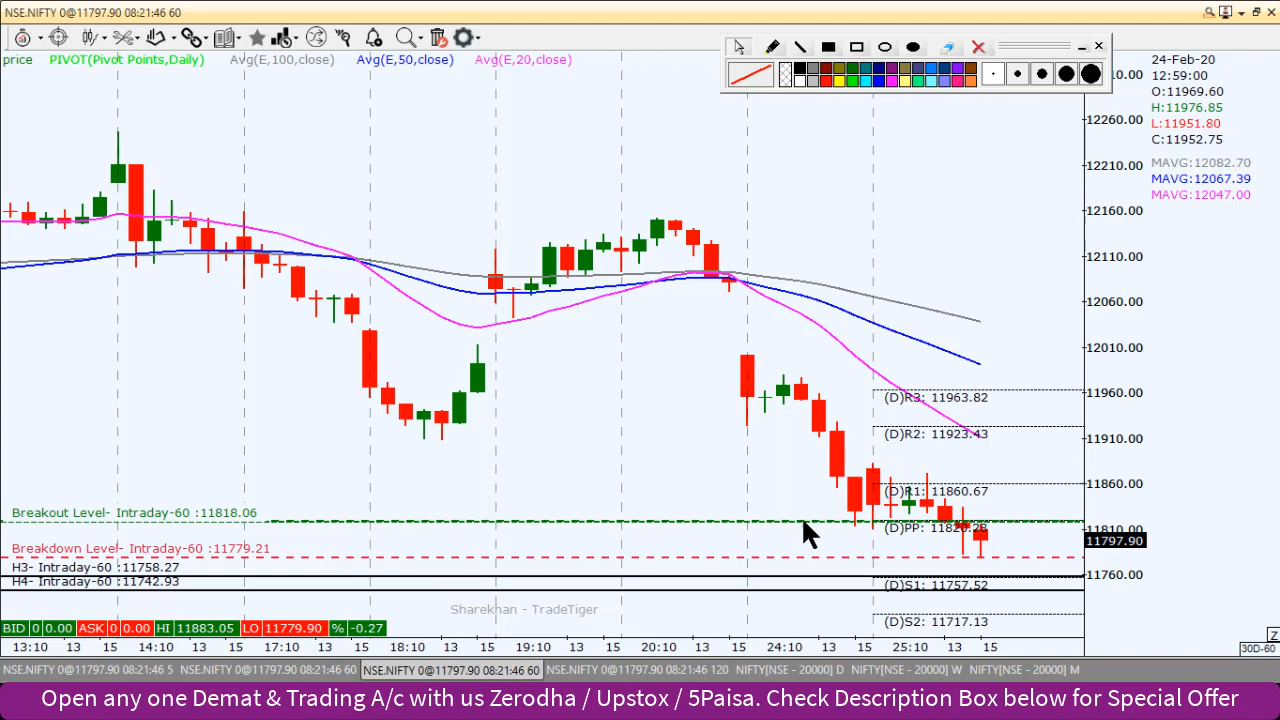 NSE.NIFTY 0@11797.90 08:21:46 60
price PIVOT(Pivot Points,Daily) Avg(E,100,close) Avg(E,50,close) Avg(E,20,close)
24-Feb-20
12:59:00
O:11969.60
H:11976.85
L:11951.80
C:11952.75
MAVG:12082.70
MAVG:12067.39
MAVG:12047.00
12260.00
12210.00
12160.00
12110.00
12060.00
12010.00
11960.00
(D)R3: 11963.82
(D)R2: 11923.43
11910.00
11860.00
(D)R1: 11860.67
Breakout Level- Intraday-60 :11818.06
11810.00
11797.90
Breakdown Level- Intraday-60 :11779.21
H3- Intraday-60 :11758.27
11760.00
H4- Intraday-60 :11742.93
(D)S1: 11757.52
Sharekhan - TradeTiger
(D)S2: 11717.13
BID 0 0.00 ASK 0 0.00 HI 11883.05 LO 11779.90 % -0.27
Z
13:10 13 15 14:10 13 15 17:10 13 15 18:10 13 15 19:10 13 15 20:10 13 15 24:10 13 15 25:10 13 15
30D-60
NSE.NIFTY 0@11797.90 08:21:46 5 NSE.NIFTY 0@11797.90 08:21:46 60 NSE.NIFTY 0@11797.90 08:21:46 60 NSE.NIFTY 0@11797.90 08:21:46 120 NIFTY[NSE - 20000] D NIFTY[NSE - 20000] W NIFTY[NSE - 20000] M
Open any one Demat & Trading A/c with us Zerodha / Upstox / 5Paisa. Check Description Box below for Special Offer